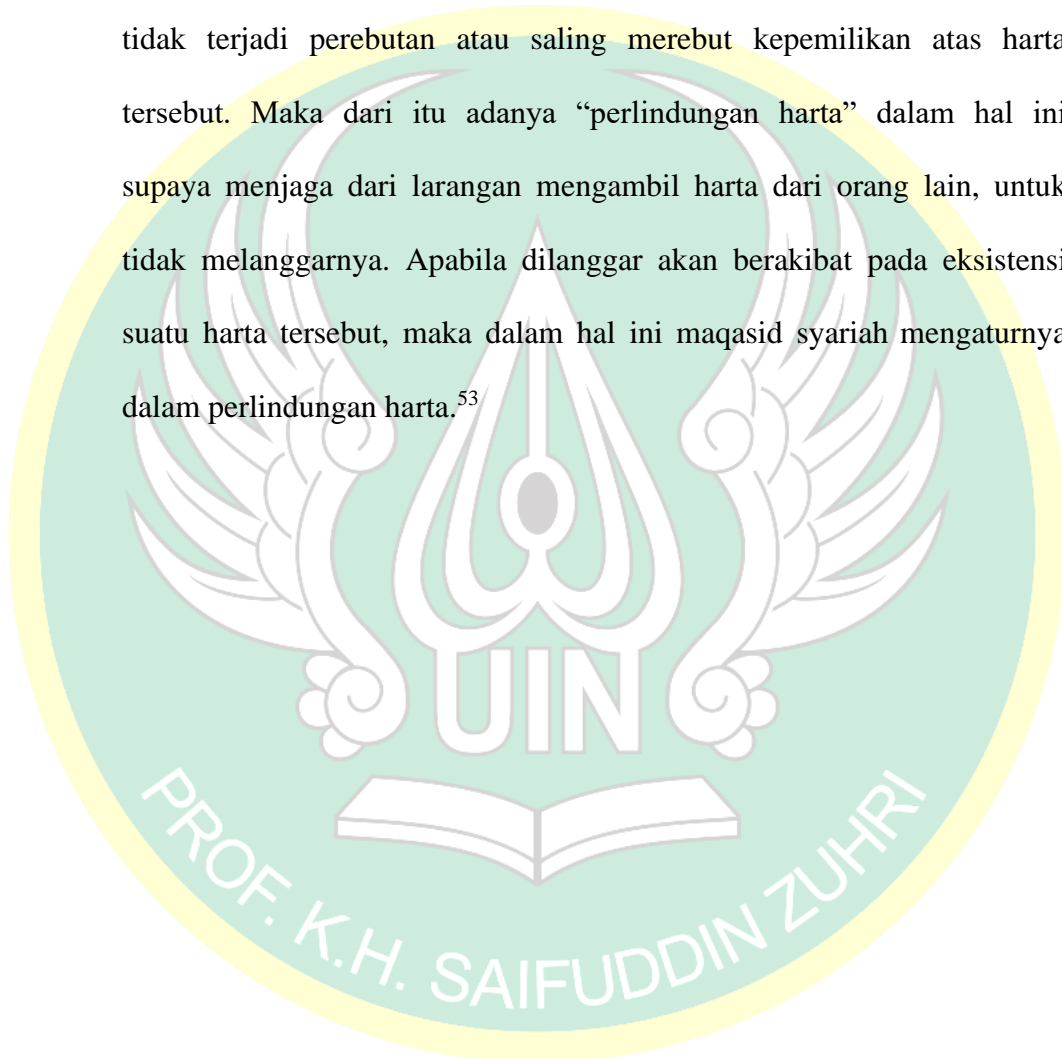 tidak terjadi perebutan atau saling merebut kepemilikan atas harta
tersebut. Maka dari itu adanya “perlindungan harta” dalam hal ini
supaya menjaga dari larangan mengambil harta dari orang lain, untuk
tidak melanggarnya. Apabila dilanggar akan berakibat pada eksistensi
suatu harta tersebut, maka dalam hal ini maqasid syariah mengaturnya
dalam perlindungan harta.53
UIN
PROF. K.H. SAIFUDDIN ZUHRI